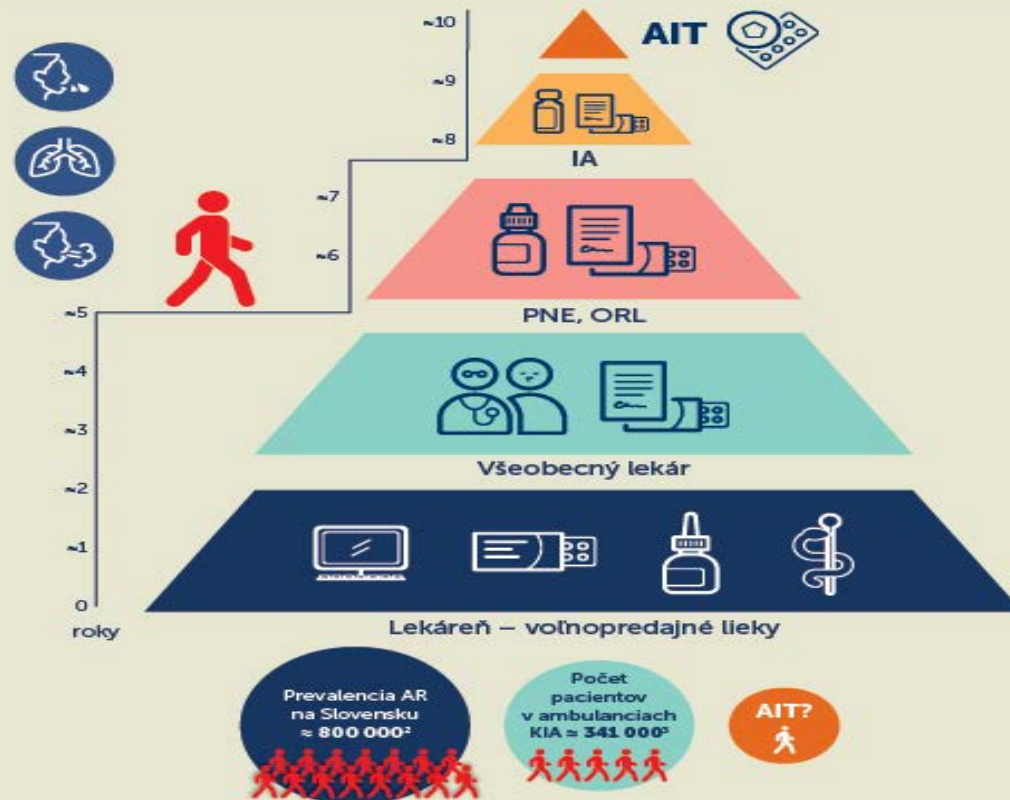 ≈10
AIT
≈9
≈8
IA
≈7
≈6
PNE, ORL
≈5
≈4
≈3
Všeobecný lekár
≈2
≈1
0
roky
Lekáreň – voľnopredajné lieky
Prevalencia AR
na Slovensku
≈ 800 000²
Počet
pacientov
v ambulanciach
KIA ≈ 341 000³
AIT?